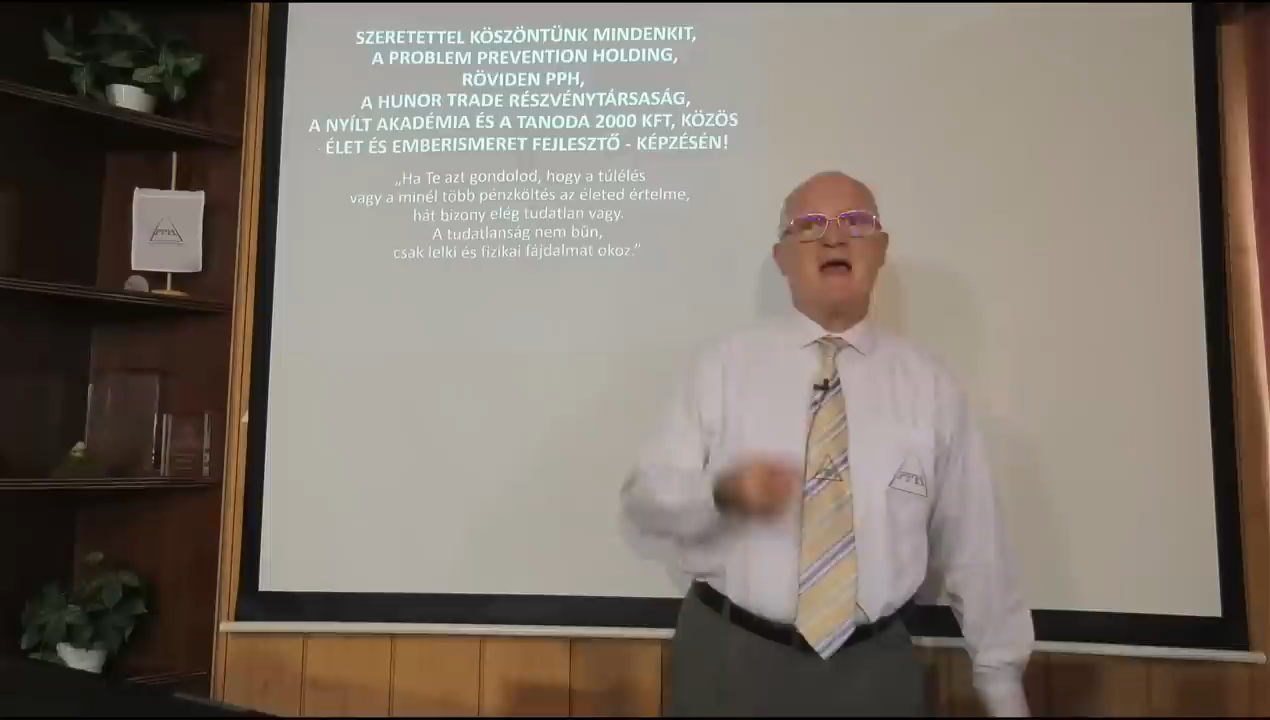 SZERETETTEL KÖSZÖNTÜNK MINDENKIT,
A PROBLEM PREVENTION HOLDING,
RÖVIDEN PPH,
A HUNOR TRADE RÉSZVÉNYTÁRSASÁG,
A NYÍLT AKADÉMIA ÉS A TANODA 2000 KFT, KÖZÖS
ÉLET ÉS EMBERISMERET FEJLESZTŐ - KÉPZÉSÉN!
„Ha Te azt gondolod, hogy a túlélés
vagy a minél több pénzköltés az életed értelme,
hát bizony elég tudatlan vagy.
A tudatlanság nem bűn,
csak lelki és fizikai fájdalmat okoz.”